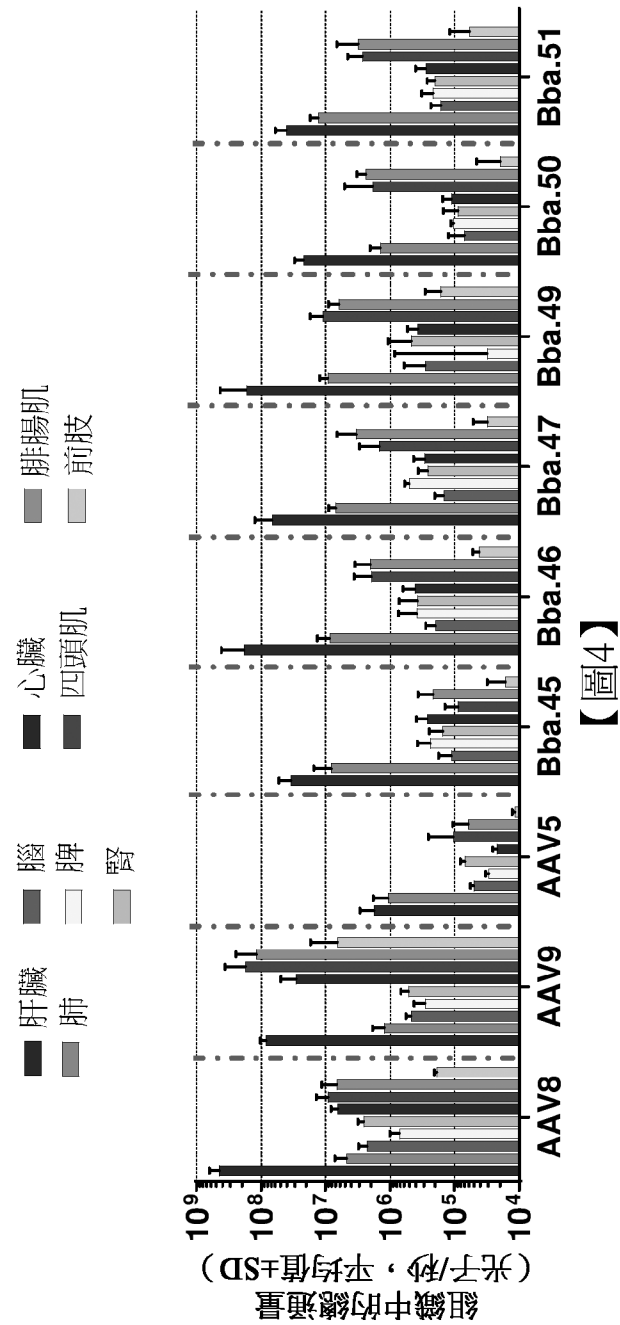 肝臟 腦 心臟 腓腸肌
肺 脾 四頭肌 前肢
腎
組織中的總通量
(光子/秒，平均值±SD)
10⁹
10⁸
10⁷
10⁶
10⁵
10⁴
AAV8 AAV9 AAV5 Bba.45 Bba.46 Bba.47 Bba.49 Bba.50 Bba.51
【圖4】